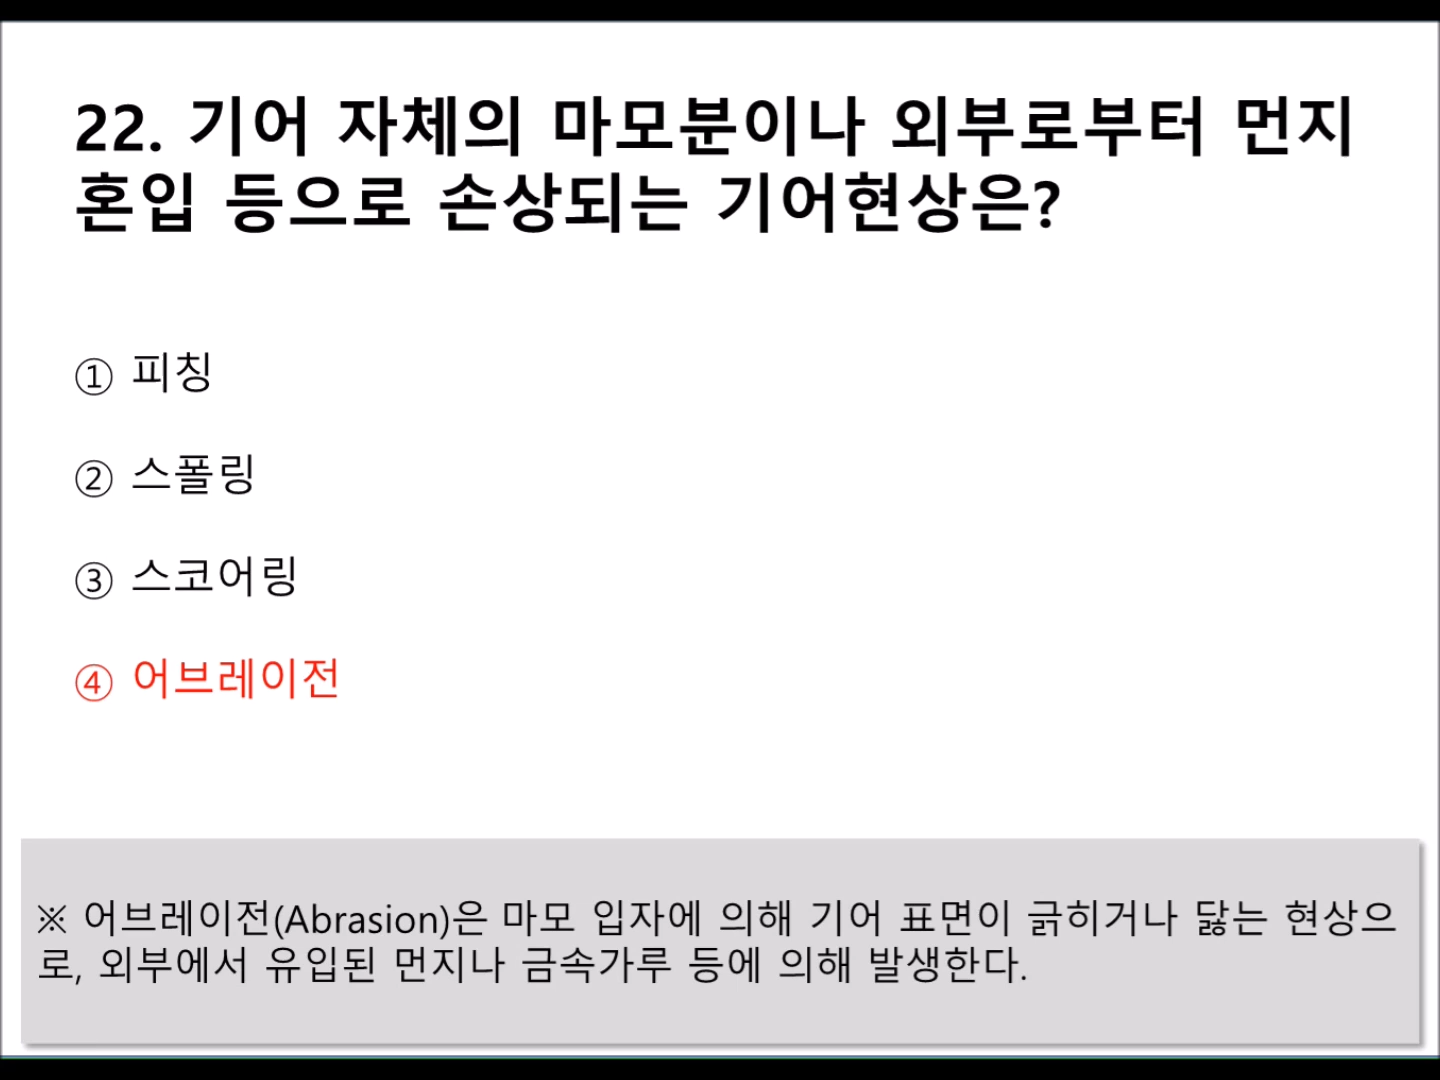 22. 기어 자체의 마모분이나 외부로부터 먼지
혼입 등으로 손상되는 기어현상은?
① 피칭
② 스폴링
③ 스코어링
④ 어브레이전
※ 어브레이전(Abrasion)은 마모 입자에 의해 기어 표면이 긁히거나 닳는 현상으
로, 외부에서 유입된 먼지나 금속가루 등에 의해 발생한다.